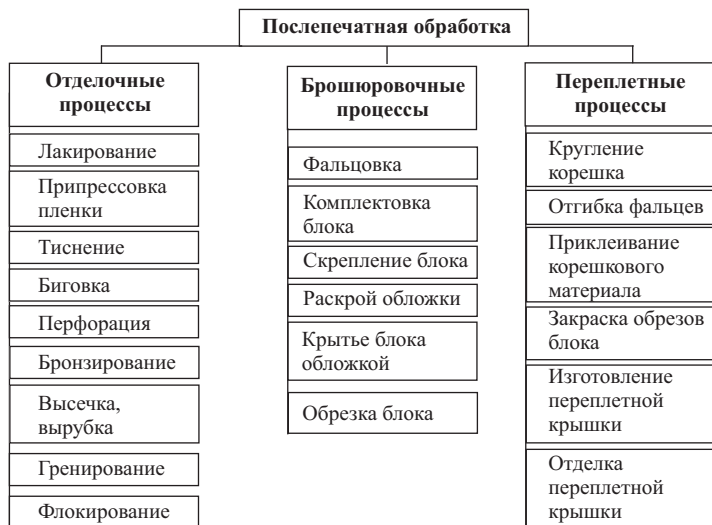 Послепечатная обработка
Отделочные
процессы
Лакирование
Припрессовка
пленки
Тиснение
Биговка
Перфорация
Бронзирование
Высечка,
вырубка
Гренирование
Флокирование
Брошюровочные
процессы
Фальцовка
Комплектовка
блока
Скрепление блока
Раскрой обложки
Крытье блока
обложкой
Обрезка блока
Переплетные
процессы
Кругление
корешка
Отгибка фальцев
Приклеивание
корешкового
материала
Закраска обрезов
блока
Изготовление
переплетной
крышки
Отделка
переплетной
крышки